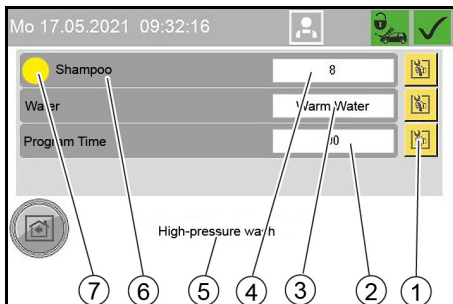 Mo 17.05.2021 09:32:16
Shampoo 8
Water Warm Water
Program Time
High-pressure wash
7 6 5 4 3 2 1